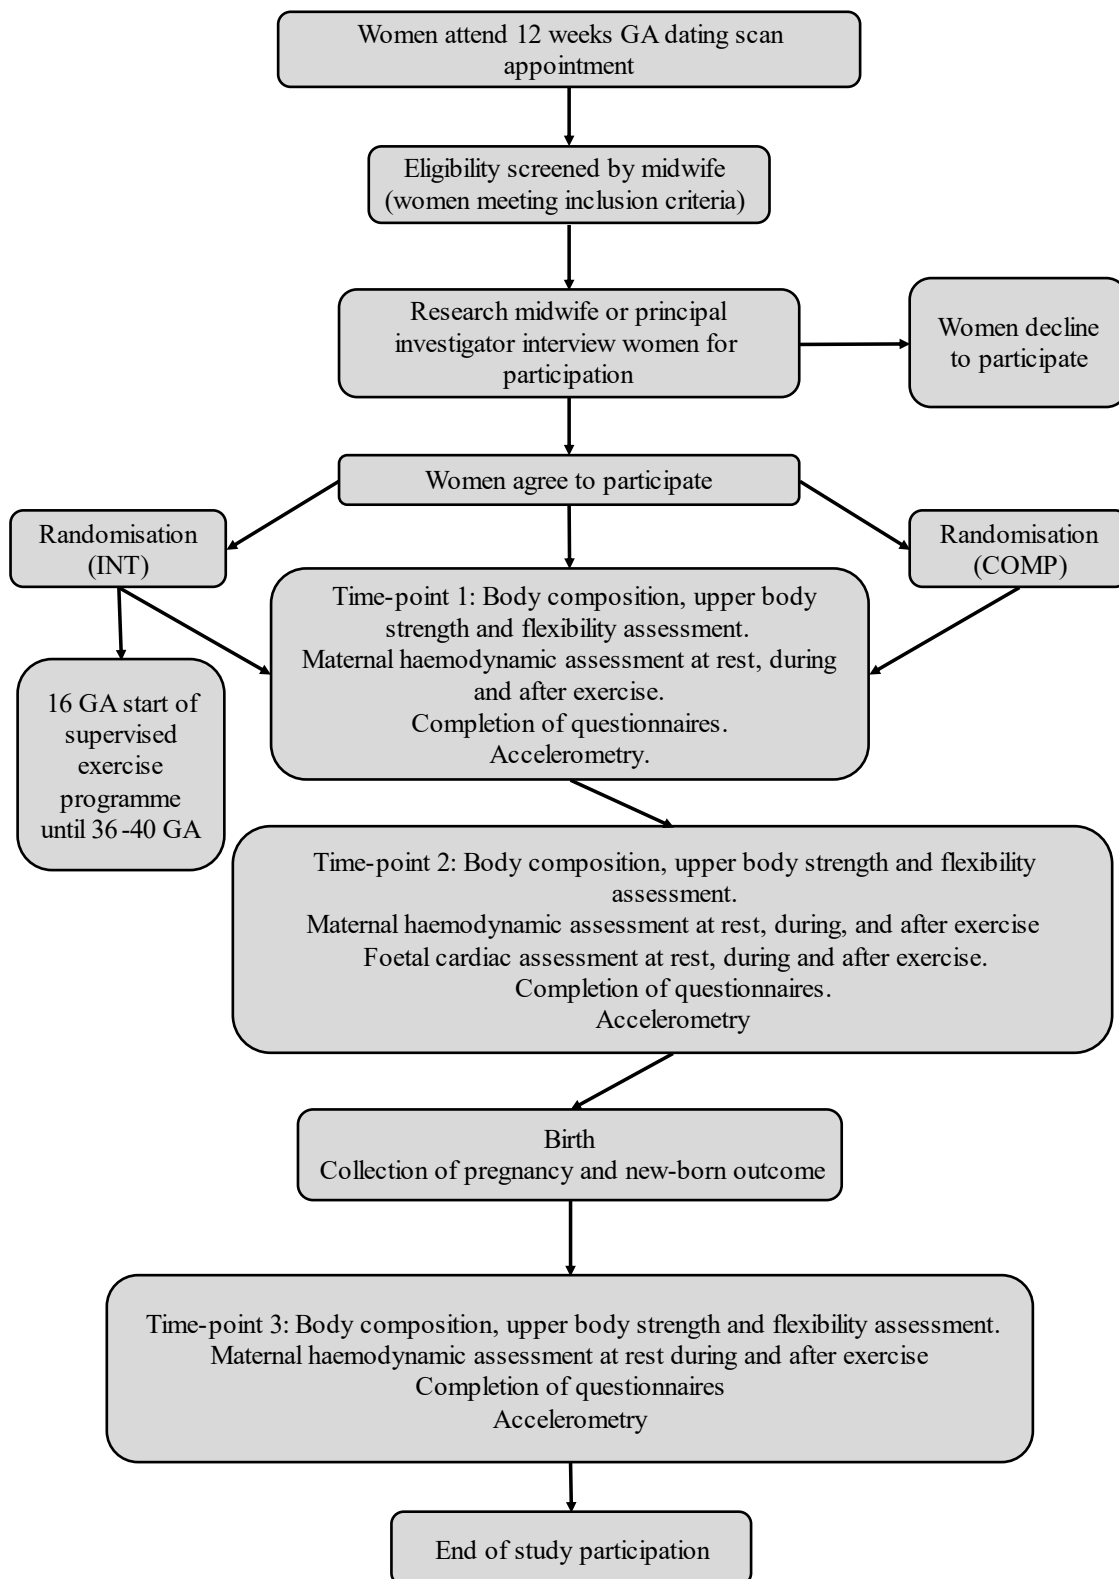 Women attend 12 weeks GA dating scan
appointment
Eligibility screened by midwife
(women meeting inclusion criteria)
Research midwife or principal
investigator interview women for
participation
Women decline
to participate
Women agree to participate
Randomisation
(INT)
Randomisation
(COMP)
Time-point 1: Body composition, upper body
strength and flexibility assessment.
Maternal haemodynamic assessment at rest, during
and after exercise.
Completion of questionnaires.
Accelerometry.
16 GA start of
supervised
exercise
programme
until 36-40 GA
Time-point 2: Body composition, upper body strength and flexibility
assessment.
Maternal haemodynamic assessment at rest, during, and after exercise
Foetal cardiac assessment at rest, during and after exercise.
Completion of questionnaires.
Accelerometry
Birth
Collection of pregnancy and new-born outcome
Time-point 3: Body composition, upper body strength and flexibility assessment.
Maternal haemodynamic assessment at rest during and after exercise
Completion of questionnaires
Accelerometry
End of study participation